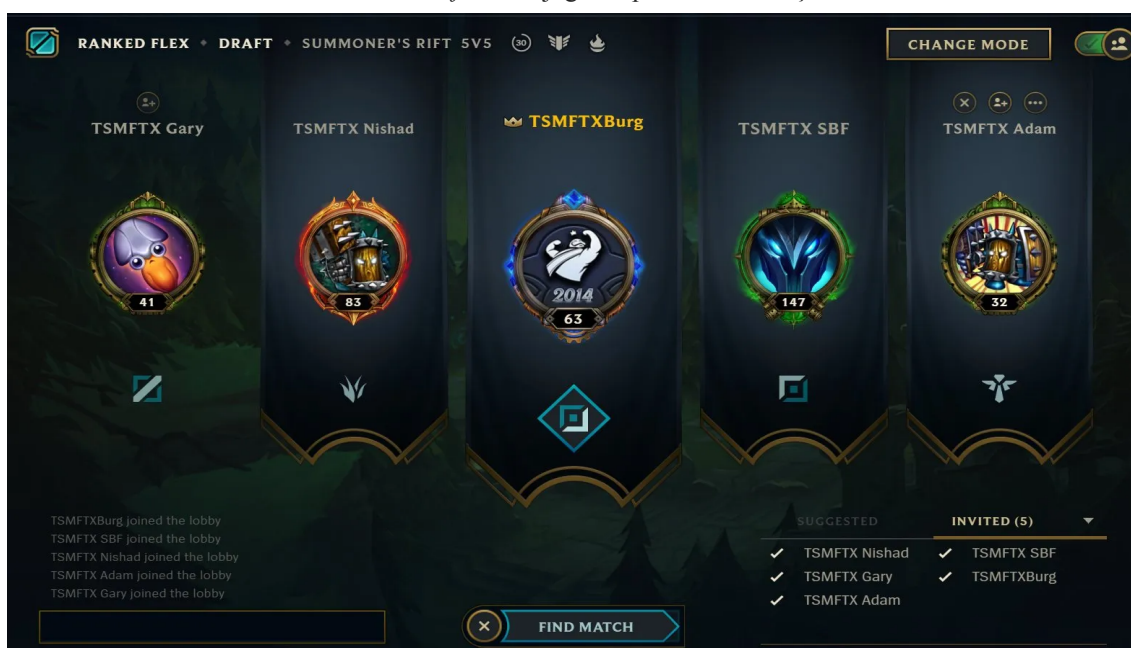 RANKED FLEX • DRAFT • SUMMONER'S RIFT 5V5 30
CHANGE MODE
TSMFTX Gary
TSMFTX Nishad
TSMFTXBurg
TSMFTX SBF
TSMFTX Adam
41
83
2014
63
147
32
TSMFTXBurg joined the lobby
TSMFTX SBF joined the lobby
TSMFTX Nishad joined the lobby
TSMFTX Adam joined the lobby
TSMFTX Gary joined the lobby
SUGGESTED
INVITED (5)
TSMFTX Nishad
TSMFTX SBF
TSMFTX Gary
TSMFTXBurg
TSMFTX Adam
FIND MATCH